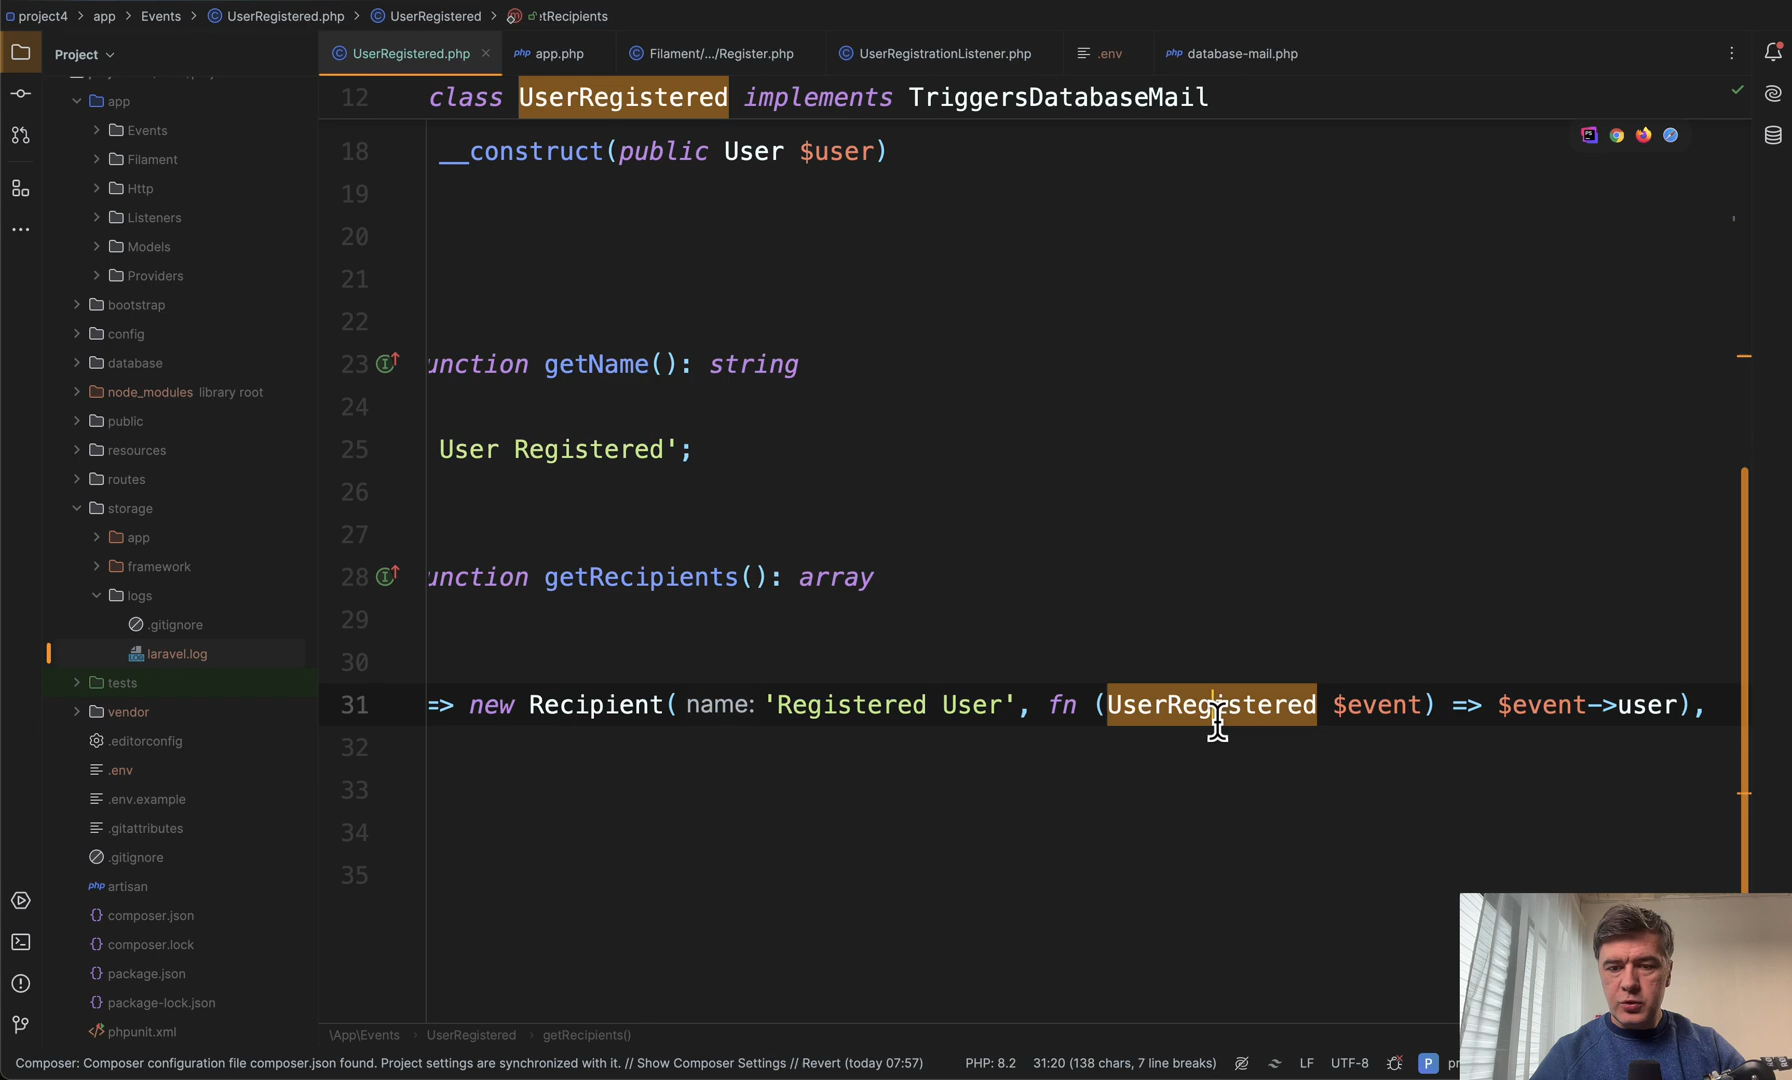 project4 > app > Events > UserRegistered.php > UserRegistered > etRecipients
Project
UserRegistered.php
php app.php
Filament/.../Register.php
UserRegistrationListener.php
.env
php database-mail.php
app
Events
Filament
Http
Listeners
Models
Providers
bootstrap
config
database
node_modules library root
public
resources
routes
storage
app
framework
logs
.gitignore
laravel.log
tests
vendor
.editorconfig
.env
.env.example
.gitattributes
.gitignore
php artisan
composer.json
composer.lock
package.json
package-lock.json
phpunit.xml
12 class UserRegistered implements TriggersDatabaseMail
18 __construct(public User $user)
19
20
21
22
23 unction getName(): string
24
25 User Registered';
26
27
28 unction getRecipients(): array
29
30
31 => new Recipient( name: 'Registered User', fn (UserRegistered $event) => $event->user),
32
33
34
35
\App\Events > UserRegistered > getRecipients()
Composer: Composer configuration file composer.json found. Project settings are synchronized with it. // Show Composer Settings // Revert (today 07:57)
PHP: 8.2
31:20 (138 chars, 7 line breaks)
LF
UTF-8
P